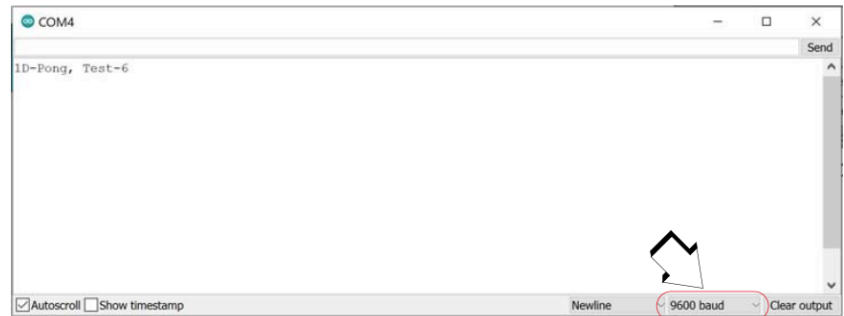 COM4
Send
1D-Pong, Test-6
Autoscroll Show timestamp Newline 9600 baud Clear output